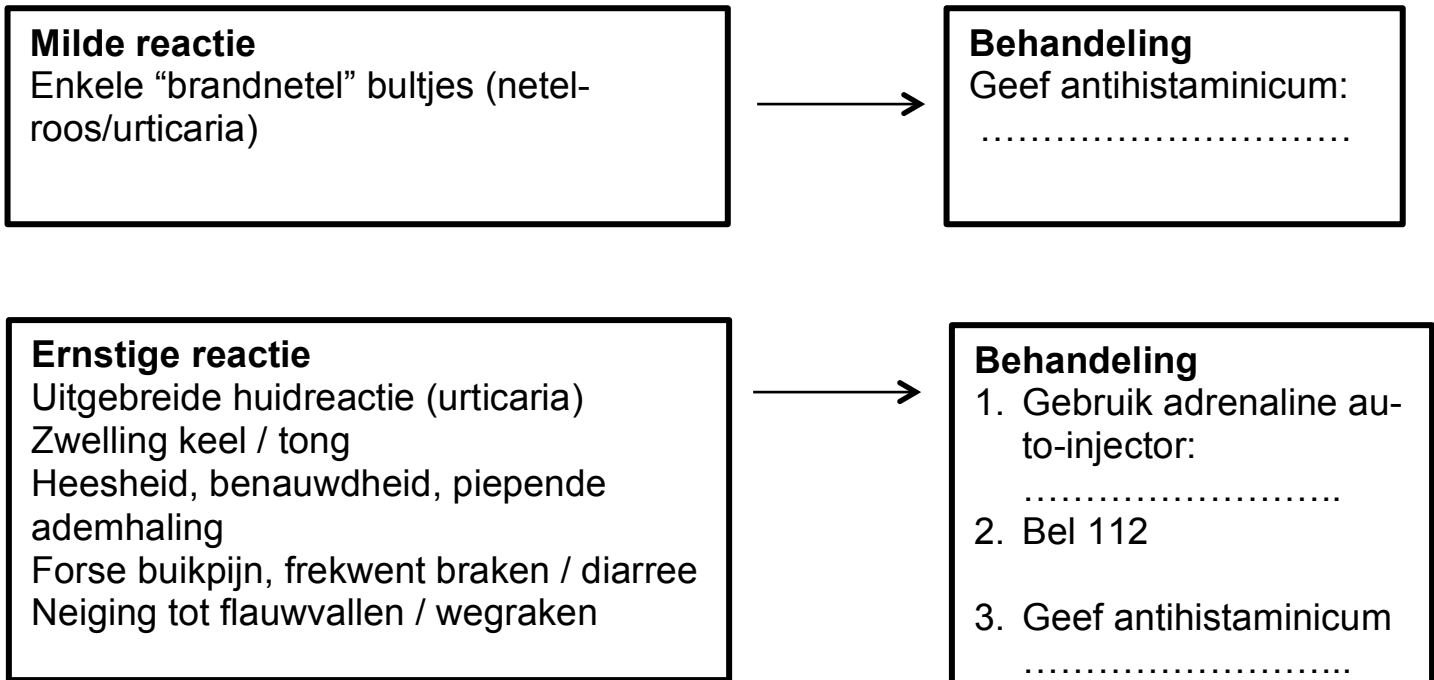 Milde reactie
Enkele “brandnetel” bultjes (netel-
roos/urticaria)
Behandeling
Geef antihistaminicum:
…………………………
Ernstige reactie
Uitgebreide huidreactie (urticaria)
Zwelling keel / tong
Heesheid, benauwdheid, piepende
ademhaling
Forse buikpijn, frekwent braken / diarree
Neiging tot flauwvallen / wegraken
Behandeling
1. Gebruik adrenaline au-
to-injector:
……………………..
2. Bel 112
3. Geef antihistaminicum
……………………...